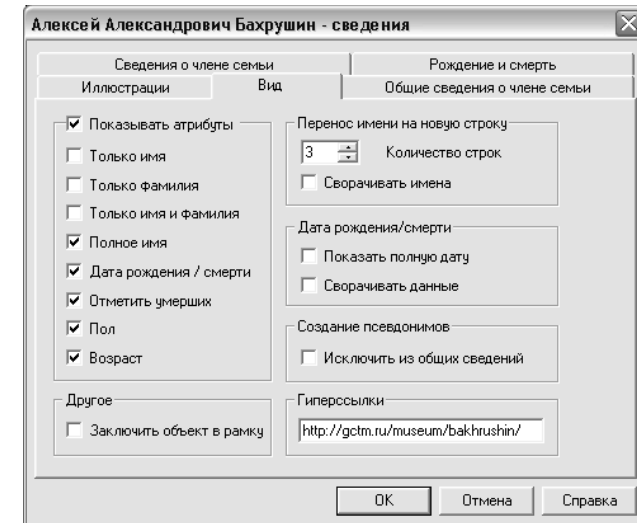 Алексей Александрович Бахрушин - сведения
Сведения о члене семьи
Рождение и смерть
Иллюстрации
Вид
Общие сведения о члене семьи
Показывать атрибуты
Только имя
Только фамилия
Только имя и фамилия
Полное имя
Дата рождения / смерти
Отметить умерших
Пол
Возраст
Другое
Заключить объект в рамку
Перенос имени на новую строку
3 Количество строк
Сворачивать имена
Дата рождения/смерти
Показать полную дату
Сворачивать данные
Создание псевдонимов
Исключить из общих сведений
Гиперссылки
http://gctm.ru/museum/bakhrushin/
OK
Отмена
Справка